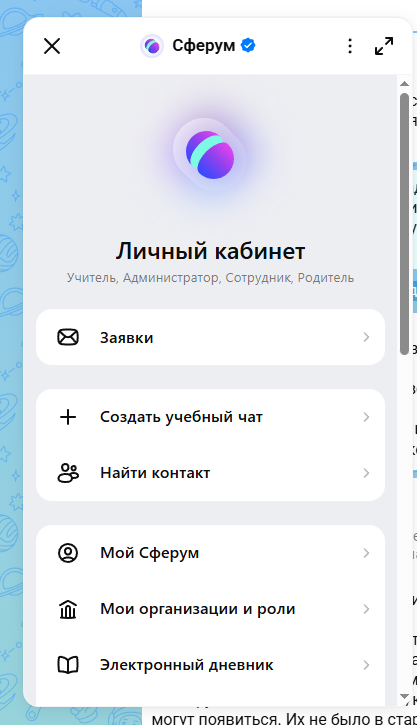 Сферум
Личный кабинет
Учитель, Администратор, Сотрудник, Родитель
Заявки
Создать учебный чат
Найти контакт
Мой Сферум
Мои организации и роли
Электронный дневник
могут появиться. Их не было в ста